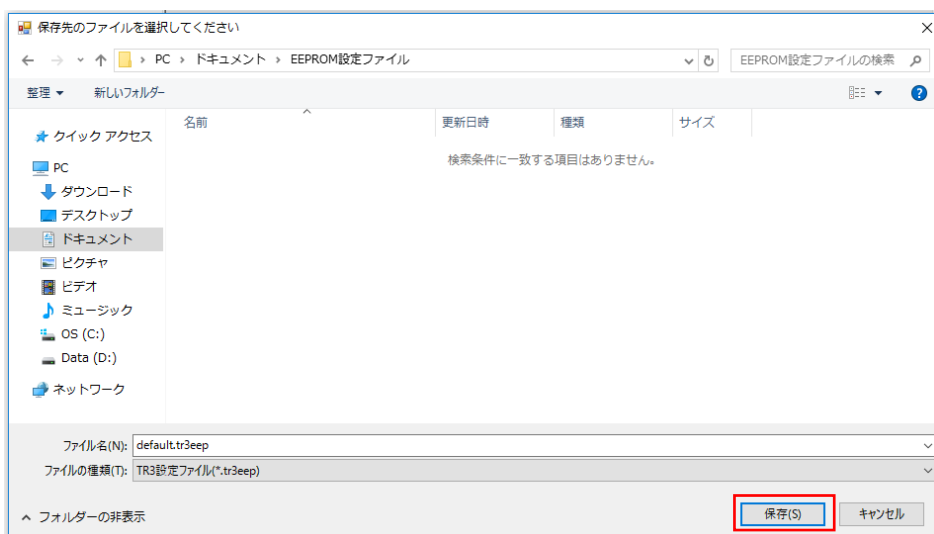 保存先のファイルを選択してください
PC › ドキュメント › EEPROM設定ファイル
EEPROM設定ファイルの検索
整理 新しいフォルダー
名前 更新日時 種類 サイズ
検索条件に一致する項目はありません。
クイック アクセス
PC
ダウンロード
デスクトップ
ドキュメント
ピクチャ
ビデオ
ミュージック
OS (C:)
Data (D:)
ネットワーク
ファイル名(N): default.tr3eep
ファイルの種類(T): TR3設定ファイル(*.tr3eep)
フォルダーの非表示
保存(S) キャンセル